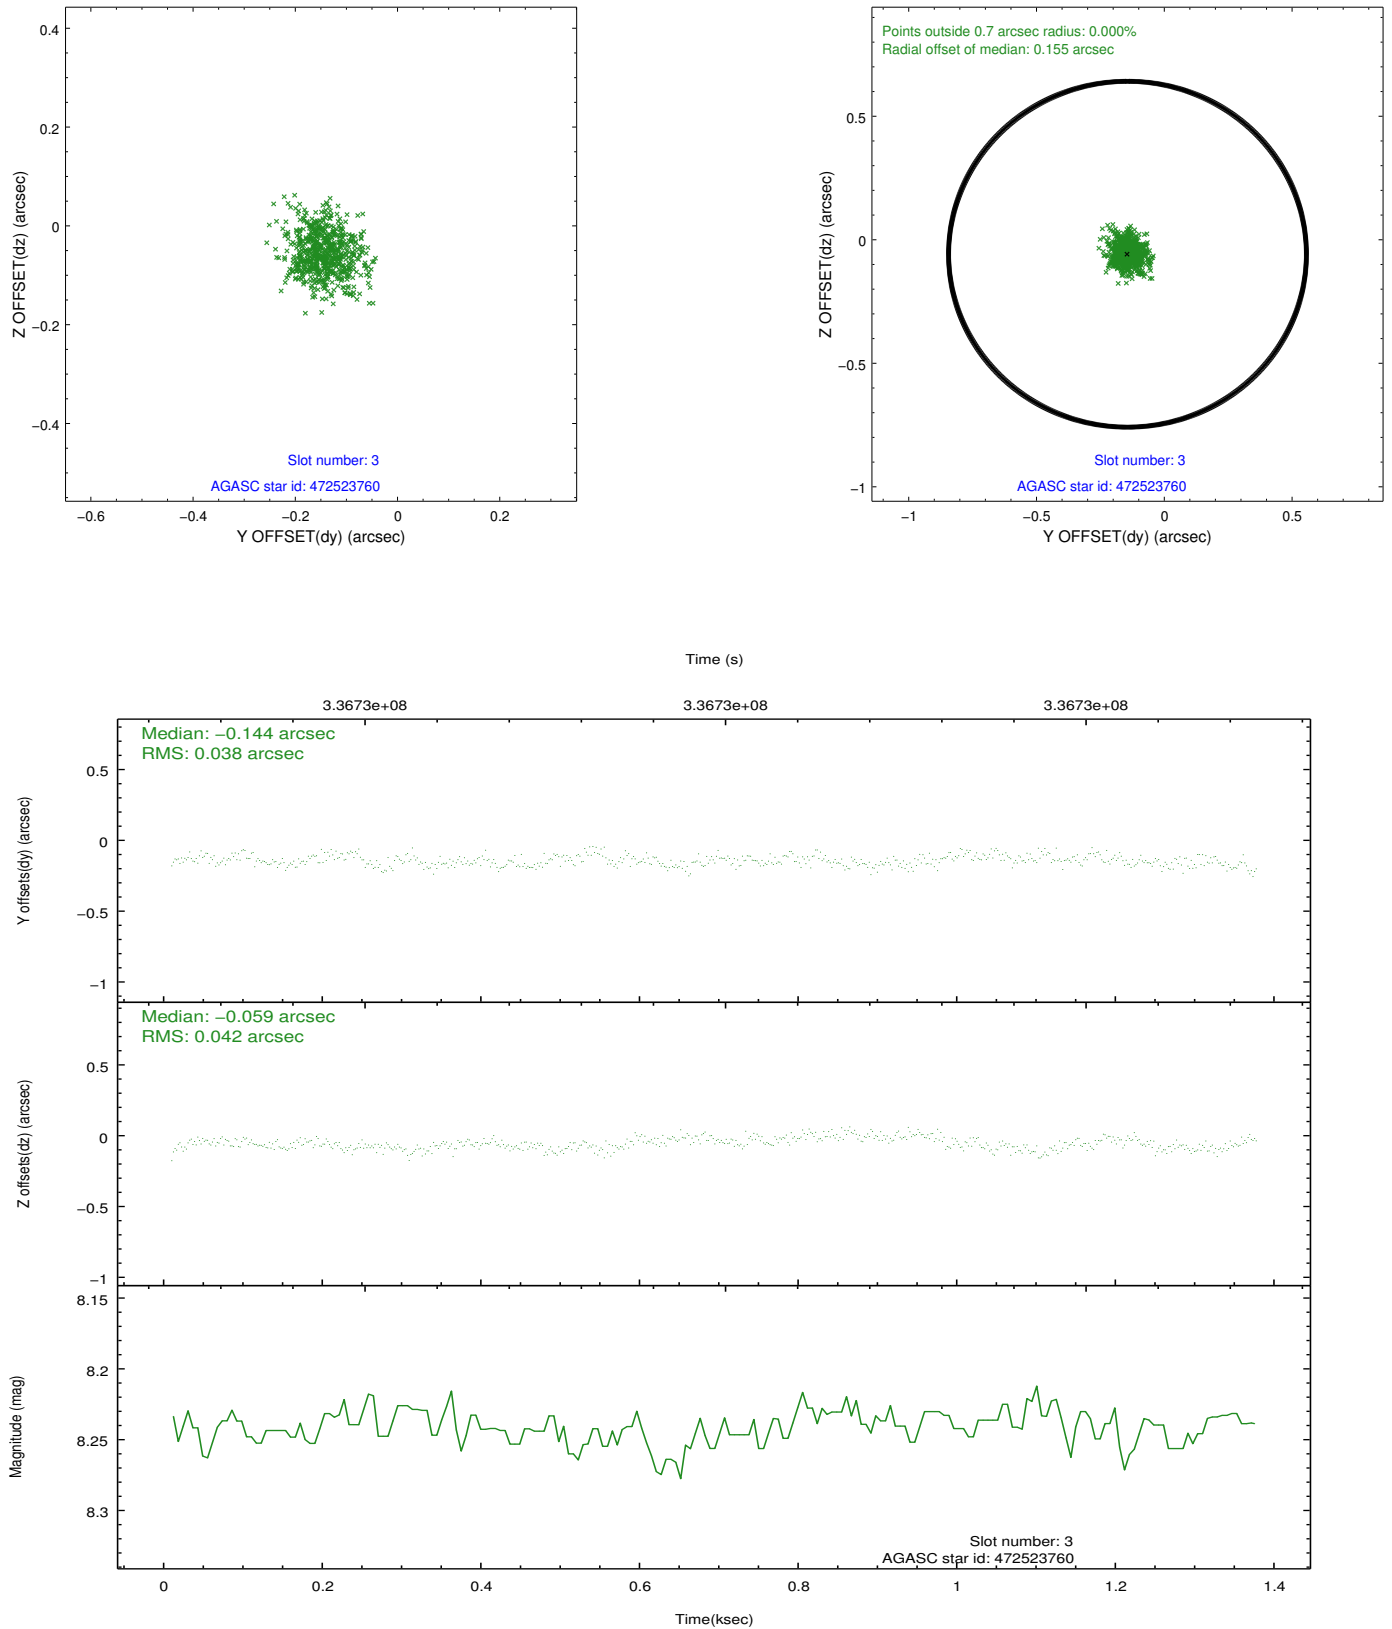 0.4
0.2
0
−0.2
−0.4
Z OFFSET(dz) (arcsec)
Slot number: 3
AGASC star id: 472523760
−0.6
−0.4
−0.2
0
0.2
Y OFFSET(dy) (arcsec)
Points outside 0.7 arcsec radius: 0.000%
Radial offset of median: 0.155 arcsec
0.5
0
−0.5
−1
Z OFFSET(dz) (arcsec)
Slot number: 3
AGASC star id: 472523760
−1
−0.5
0
0.5
Y OFFSET(dy) (arcsec)
Time (s)
3.3673e+08
3.3673e+08
3.3673e+08
Median: −0.144 arcsec
RMS: 0.038 arcsec
0.5
0
−0.5
−1
Y offsets(dy) (arcsec)
Median: −0.059 arcsec
RMS: 0.042 arcsec
0.5
0
−0.5
−1
Z offsets(dz) (arcsec)
8.15
8.2
8.25
8.3
Magnitude (mag)
Slot number: 3
AGASC star id: 472523760
0
0.2
0.4
0.6
0.8
1
1.2
1.4
Time(ksec)